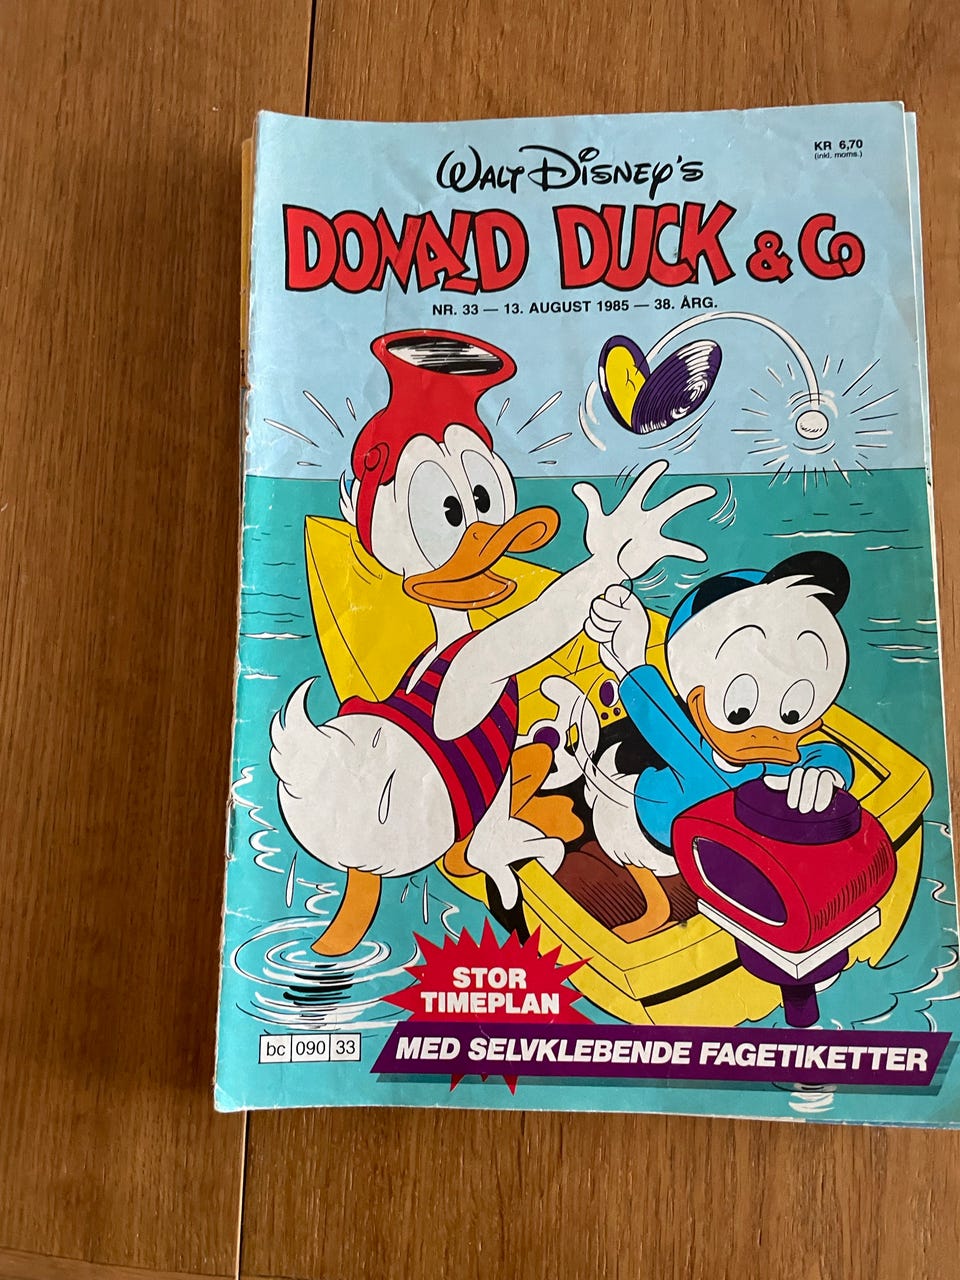 KR 6,70
(inkl. moms.)
WALT DISNEY'S
DONALD DUCK & Co
NR. 33 — 13. AUGUST 1985 — 38. ÅRG.
STOR
TIMEPLAN
bc 090 33
MED SELVKLEBENDE FAGETIKETTER